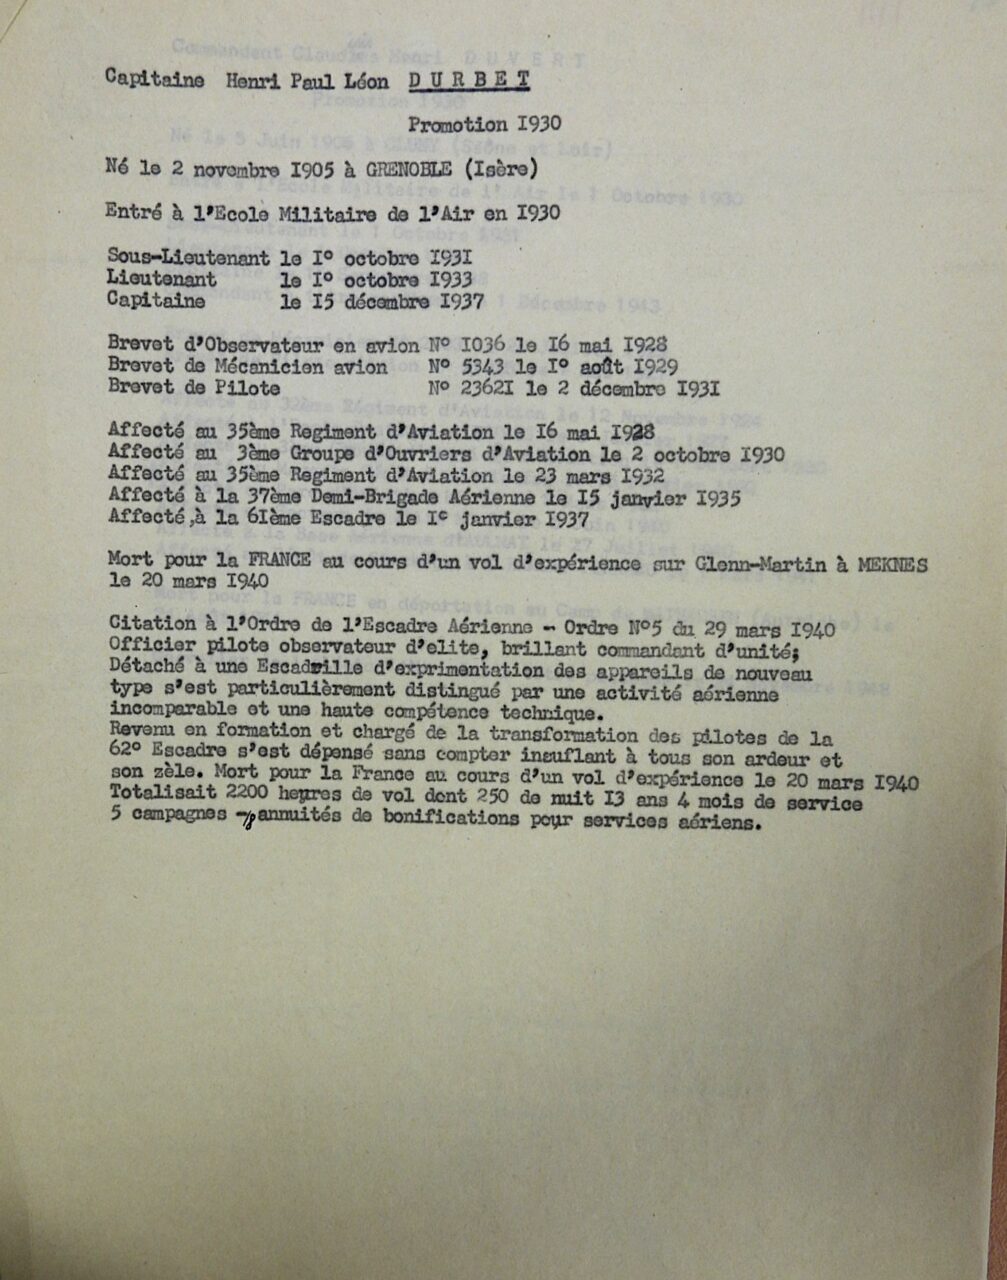 Capitaine Henri Paul Léon DURBET
Promotion I930
Né le 2 novembre I905 à GRENOBLE (Isère)
Entré à l'Ecole Militaire de l'Air en I930
Sous-Lieutenant le I° octobre I93I
Lieutenant le I° octobre I933
Capitaine le I5 décembre I937
Brevet d'Observateur en avion N° I036 le I6 mai I928
Brevet de Mécanicien avion N° 5343 le I° août I929
Brevet de Pilote N° 2362I le 2 décembre I93I
Affecté au 35ème Regiment d'Aviation le I6 mai I928
Affecté au 3ème Groupe d'Ouvriers d'Aviation le 2 octobre I930
Affecté au 35ème Regiment d'Aviation le 23 mars I932
Affecté à la 37ème Demi-Brigade Aérienne le I5 janvier I935
Affecté,à la 6Ième Escadre le I° janvier I937
Mort pour la FRANCE au cours d'un vol d'expérience sur Glenn-Martin à MEKNES
le 20 mars I940
Citation à l'Ordre de l'Escadre Aérienne - Ordre N°5 du 29 mars I940
Officier pilote observateur d'elite, brillant commandant d'unité;
Détaché à une Escadrille d'exprimentation des appareils de nouveau
type s'est particulièrement distingué par une activité aérienne
incomparable et une haute compétence technique.
Revenu en formation et chargé de la transformation des pilotes de la
62° Escadre s'est dépensé sans compter insuflant à tous son ardeur et
son zèle. Mort pour la France au cours d'un vol d'expérience le 20 mars I940
Totalisait 2200 heures de vol dont 250 de nuit I3 ans 4 mois de service
5 campagnes - annuités de bonifications pour services aériens.